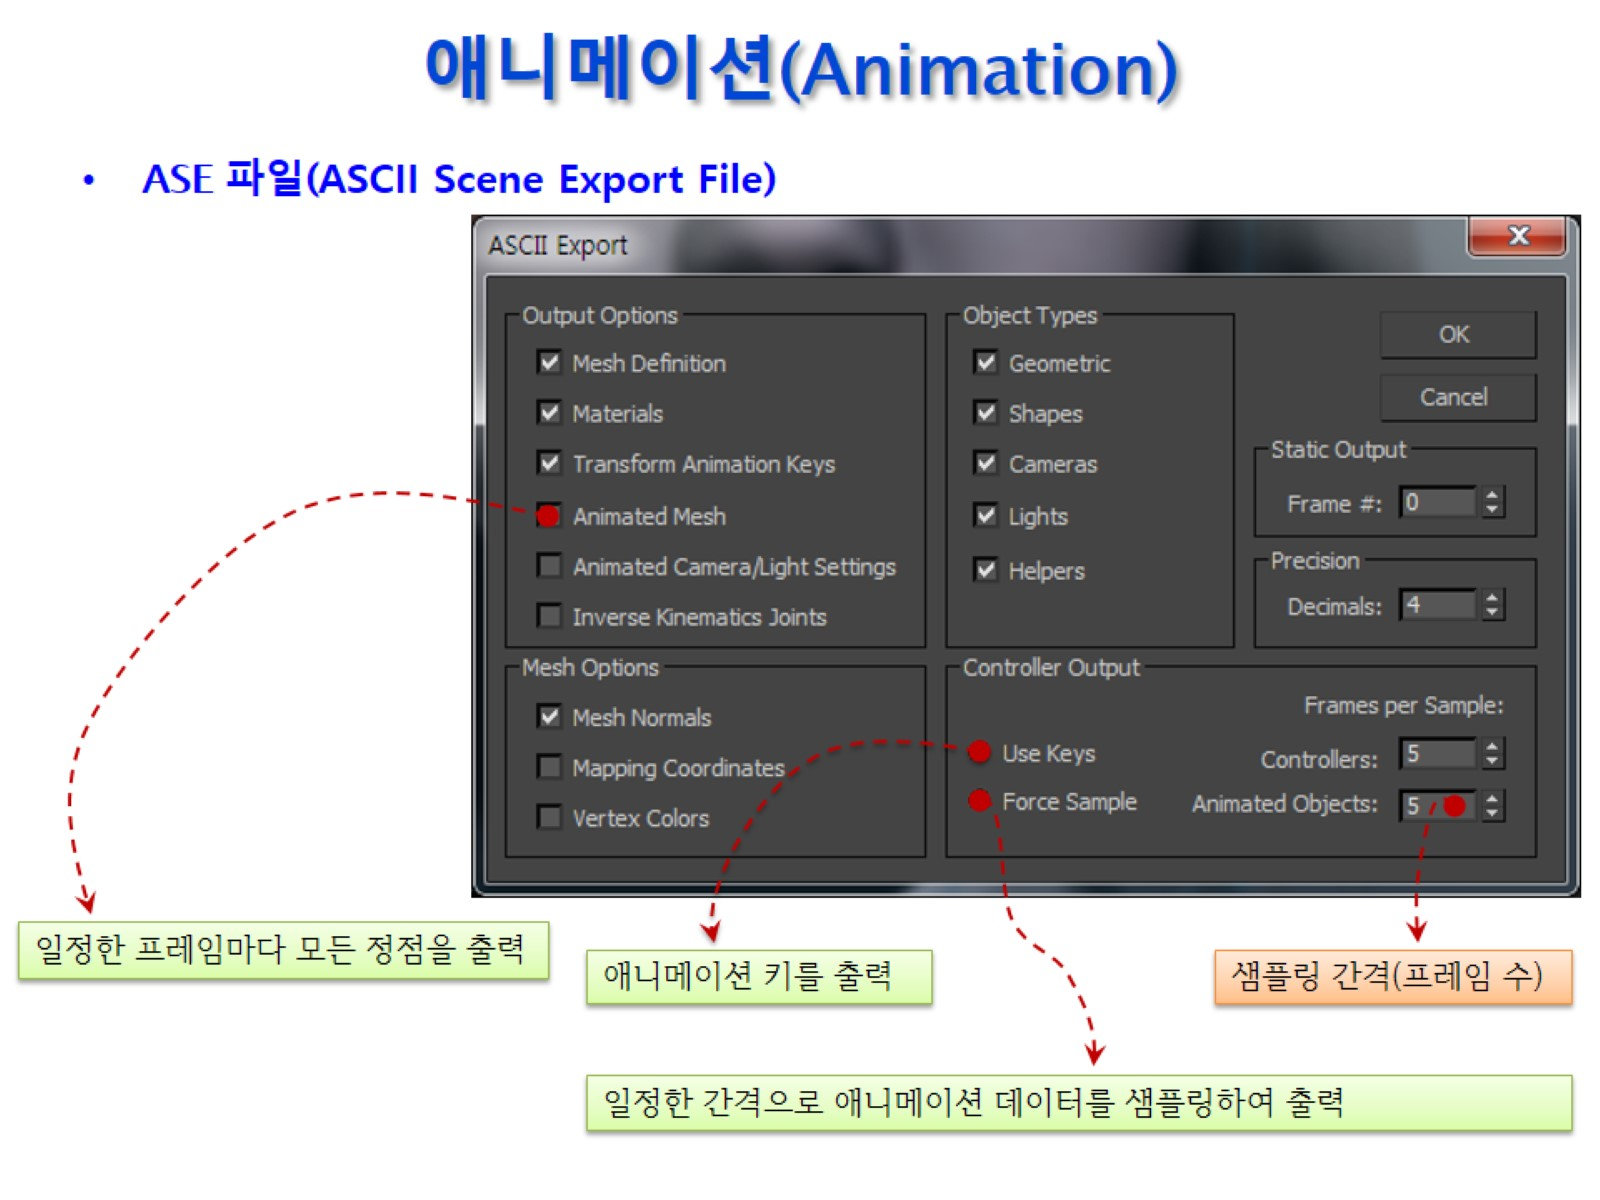 애니메이션(Animation)
• ASE 파일(ASCII Scene Export File)
ASCII Export
Output Options
Mesh Definition
Materials
Transform Animation Keys
Animated Mesh
Animated Camera/Light Settings
Inverse Kinematics Joints
Mesh Options
Mesh Normals
Mapping Coordinates
Vertex Colors
Object Types
Geometric
Shapes
Cameras
Lights
Helpers
OK
Cancel
Static Output
Frame #: 0
Precision
Decimals: 4
Controller Output
Frames per Sample:
Use Keys
Controllers: 5
Force Sample
Animated Objects: 5
일정한 프레임마다 모든 정점을 출력
애니메이션 키를 출력
샘플링 간격(프레임 수)
일정한 간격으로 애니메이션 데이터를 샘플링하여 출력